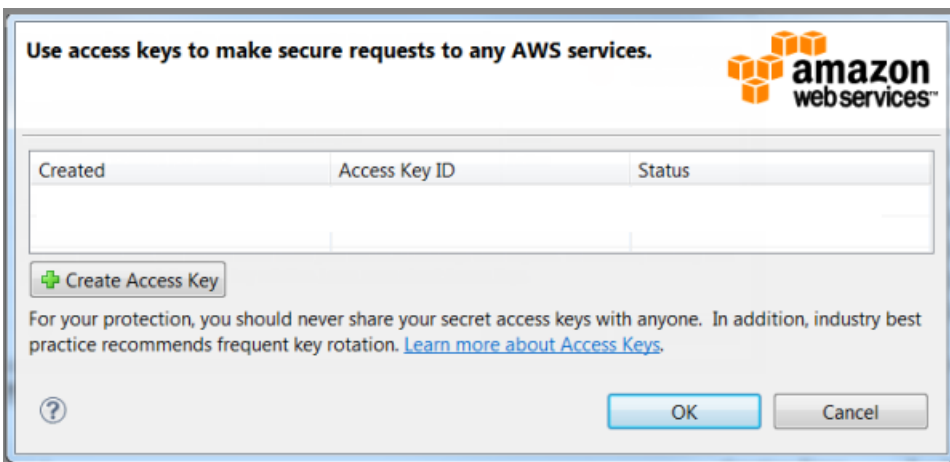 Use access keys to make secure requests to any AWS services.
amazon
webservices™
Created Access Key ID Status
Create Access Key
For your protection, you should never share your secret access keys with anyone. In addition, industry best
practice recommends frequent key rotation. Learn more about Access Keys.
? OK Cancel